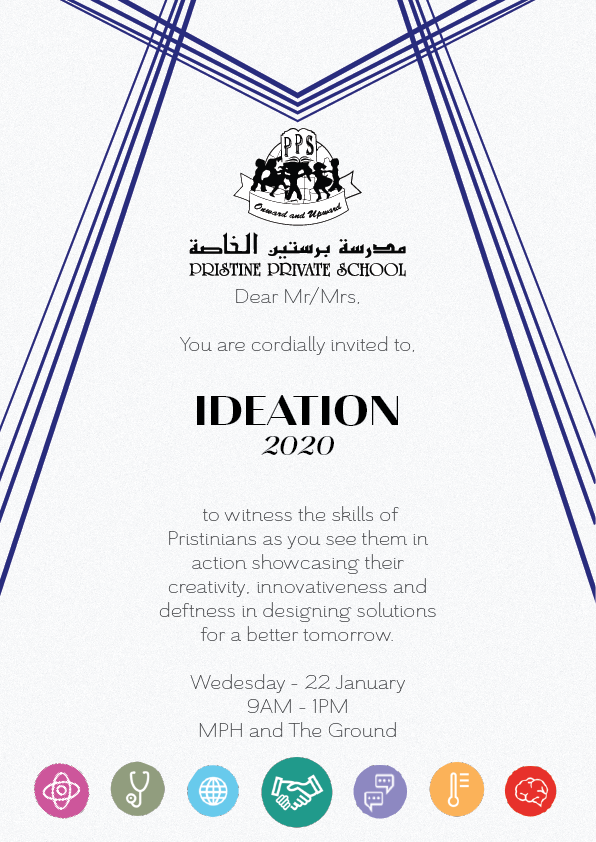 PPS
Onward and Upward
مدرسة برستين الخاصة
PRISTINE PRIVATE SCHOOL
Dear Mr/Mrs,
You are cordially invited to,
IDEATION
2020
to witness the skills of
Pristinians as you see them in
action showcasing their
creativity, innovativeness and
deftness in designing solutions
for a better tomorrow.
Wedesday - 22 January
9AM - 1PM
MPH and The Ground